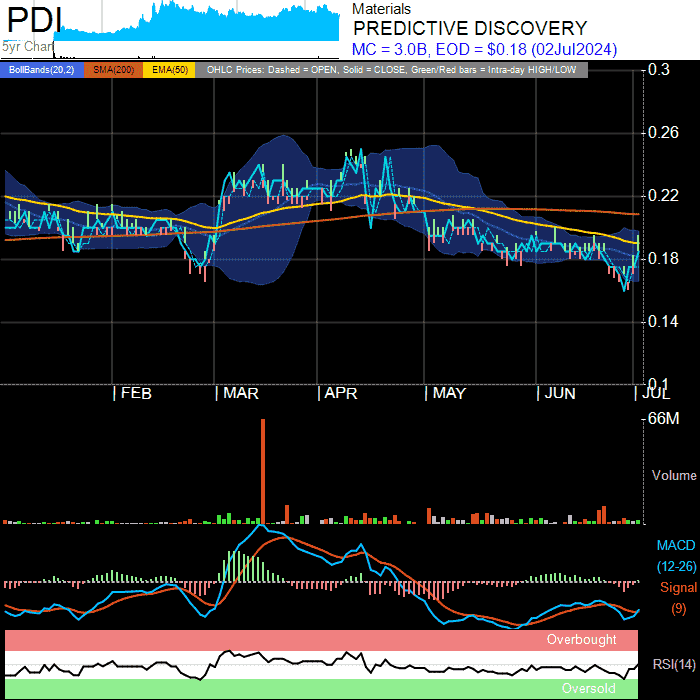 PDI
5yr Chart
Materials
PREDICTIVE DISCOVERY
MC = 3.0B, EOD = $0.18 (02Jul2024)
BollBands(20,2) SMA(200) EMA(50) OHLC Prices: Dashed = OPEN, Solid = CLOSE, Green/Red bars = Intra-day HIGH/LOW
0.3
0.26
0.22
0.18
0.14
0.1
FEB MAR APR MAY JUN JUL
66M
Volume
MACD
(12-26)
Signal
(9)
Overbought
RSI(14)
Oversold